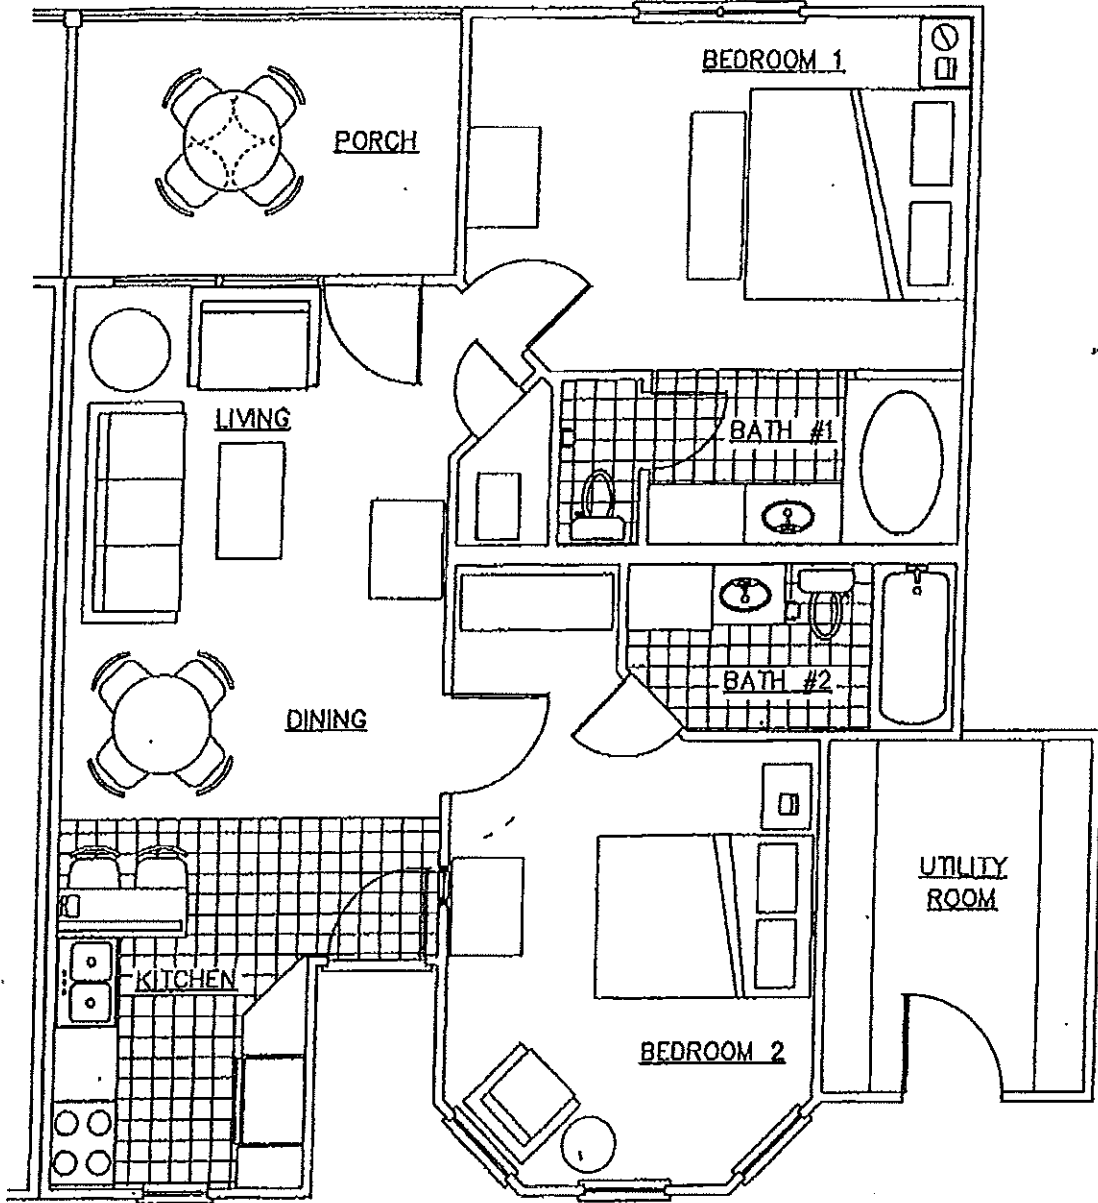 BEDROOM 1
PORCH
LIVING
BATH #1
BATH #2
DINING
UTILITY
ROOM
KITCHEN
BEDROOM 2